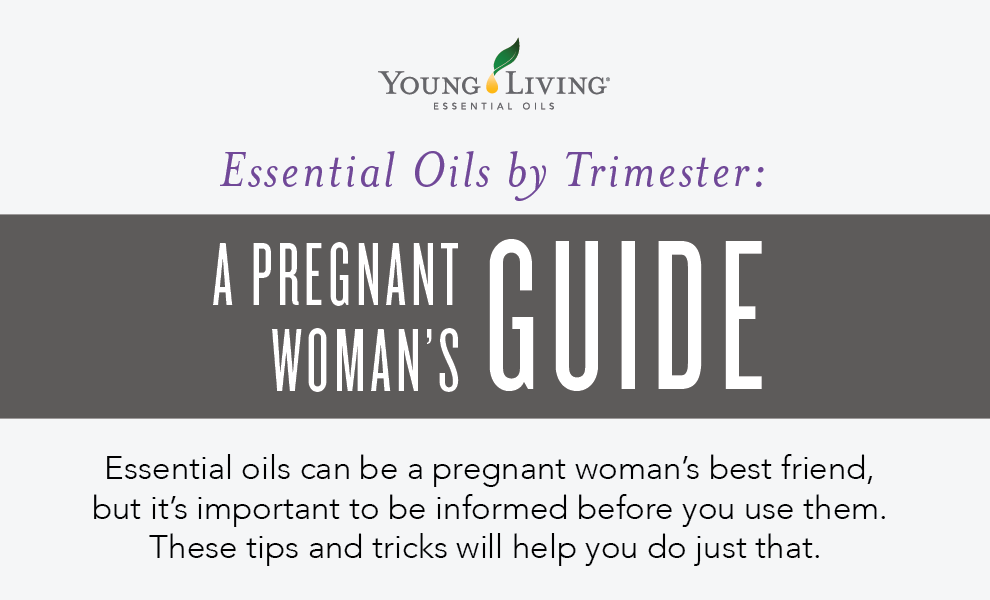 YOUNG LIVING®
ESSENTIAL OILS
Essential Oils by Trimester:
A PREGNANT
WOMAN’S
GUIDE
Essential oils can be a pregnant woman’s best friend,
but it’s important to be informed before you use them.
These tips and tricks will help you do just that.